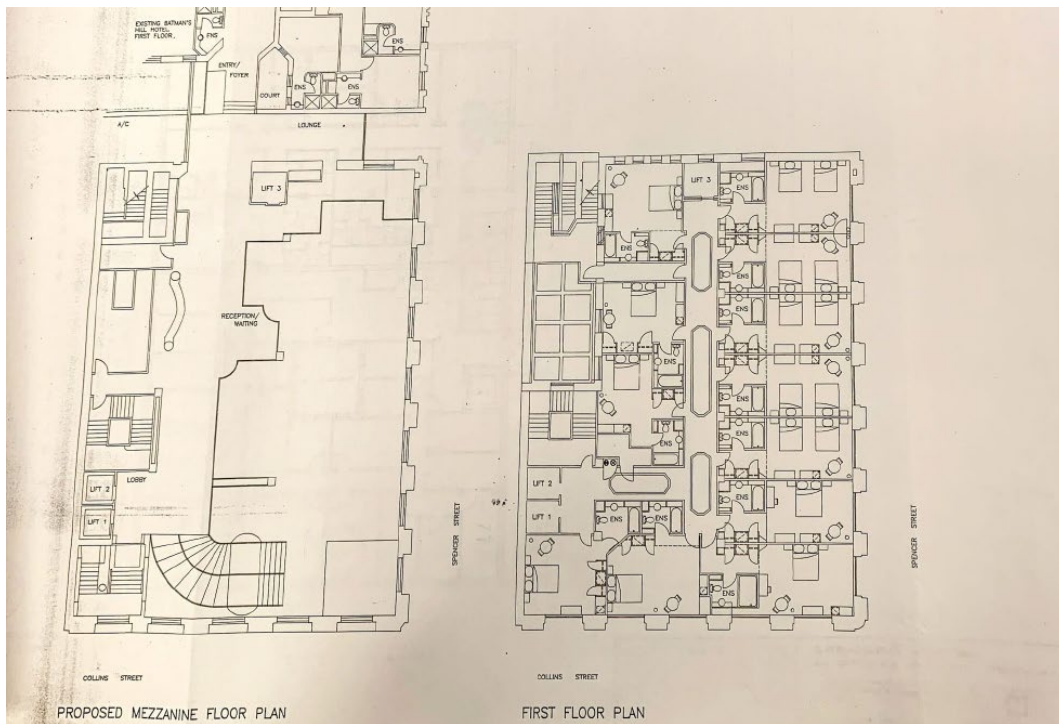 EXISTING BATMAN'S
HILL HOTEL
FIRST FLOOR.
ENS
ENS
ENTRY/
FOYER
COURT
ENS
ENS
A/C
LOUNGE
LIFT 3
RECEPTION/
WAITING
LOBBY
LIFT 2
LIFT 1
SPENCER STREET
COLLINS STREET
PROPOSED MEZZANINE FLOOR PLAN
LIFT 3
ENS
ENS
ENS
ENS
ENS
ENS
ENS
ENS
ENS
LIFT 2
LIFT 1
ENS
ENS
ENS
ENS
SPENCER STREET
COLLINS STREET
FIRST FLOOR PLAN